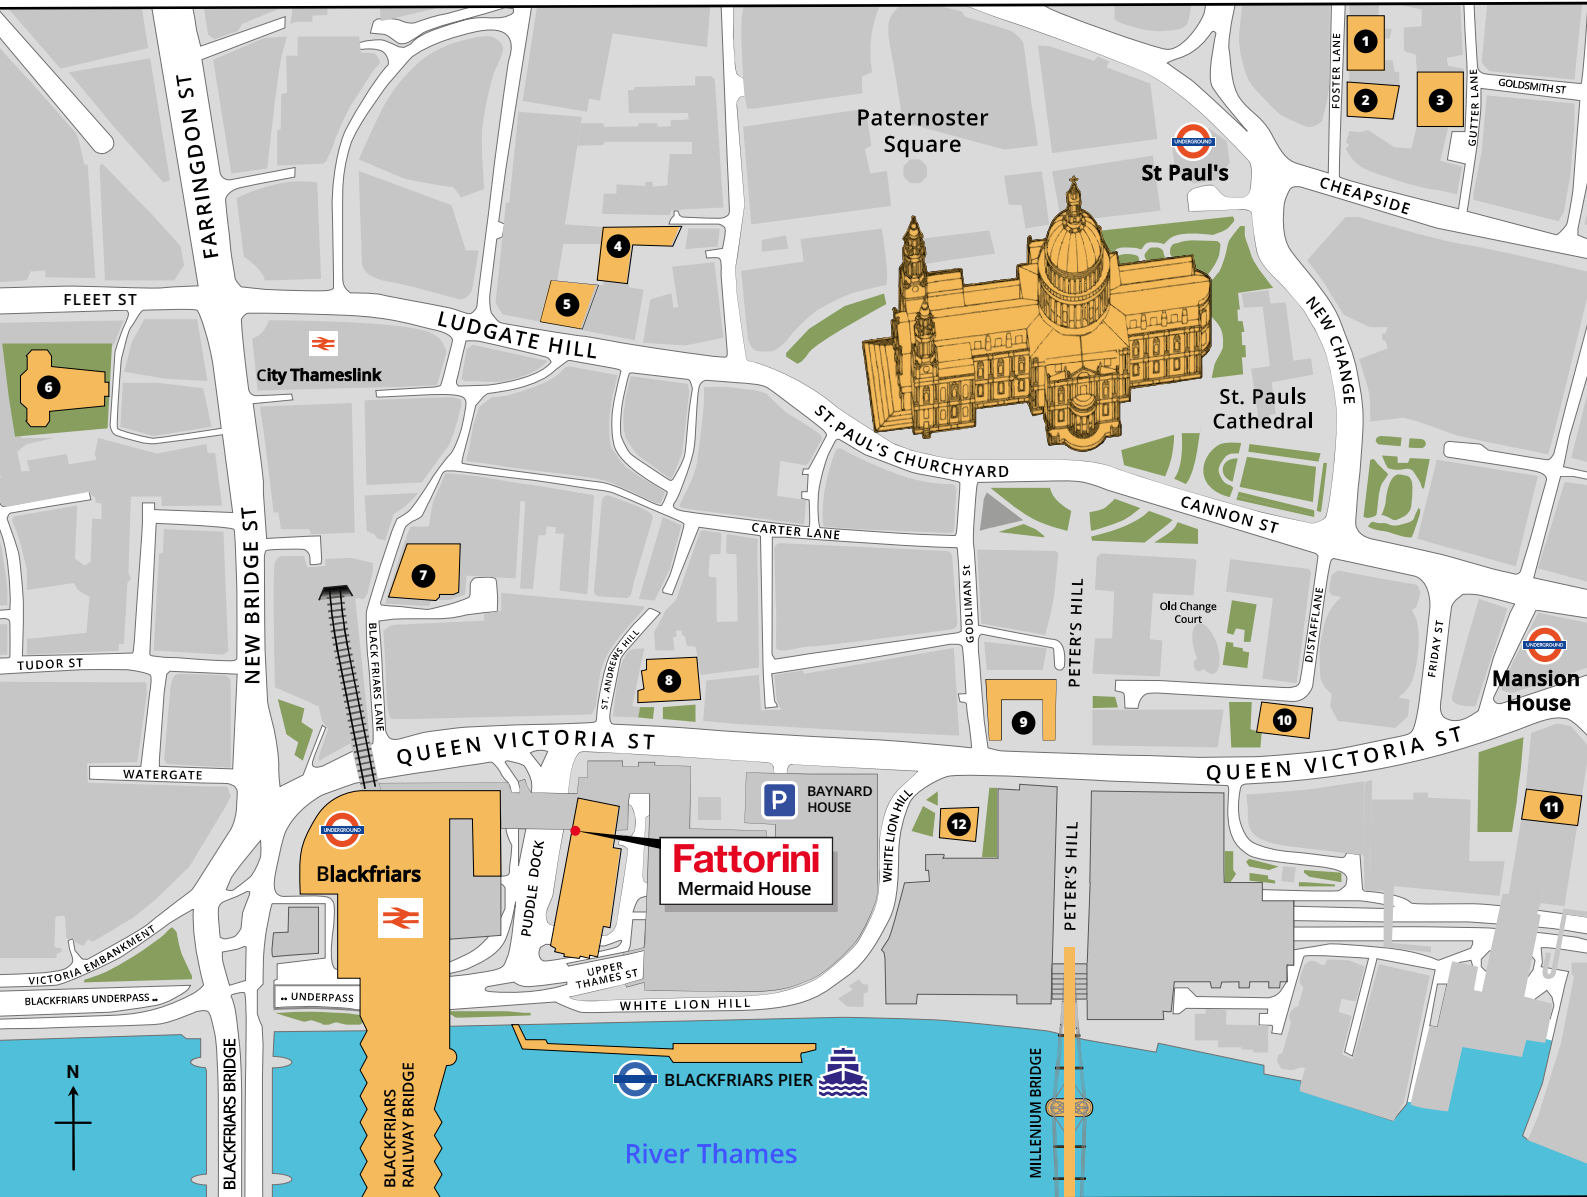 1
2
3
FOSTER LANE
GUTTER LANE
GOLDSMITH ST
FARRINGDON ST
Paternoster
Square
UNDERGROUND
St Paul's
CHEAPSIDE
4
5
FLEET ST
LUDGATE HILL
City Thameslink
6
NEW CHANGE
St. Pauls
Cathedral
ST.PAUL'S CHURCHYARD
CANNON ST
CARTER LANE
NEW BRIDGE ST
7
BLACK FRIARS LANE
GODLIMAN St
PETER'S HILL
Old Change
Court
DISTAFFLANE
FRIDAY ST
UNDERGROUND
Mansion
House
TUDOR ST
ST. ANDREWS HILL
8
9
10
QUEEN VICTORIA ST
QUEEN VICTORIA ST
WATERGATE
P
BAYNARD
HOUSE
WHITE LION HILL
12
11
UNDERGROUND
Blackfriars
PUDDLE DOCK
Fattorini
Mermaid House
PETER'S HILL
VICTORIA EMBANKMENT
BLACKFRIARS UNDERPASS
UNDERPASS
UPPER
THAMES ST
WHITE LION HILL
N
BLACKFRIARS BRIDGE
BLACKFRIARS
RAILWAY BRIDGE
BLACKFRIARS PIER
MILLENIUM BRIDGE
River Thames